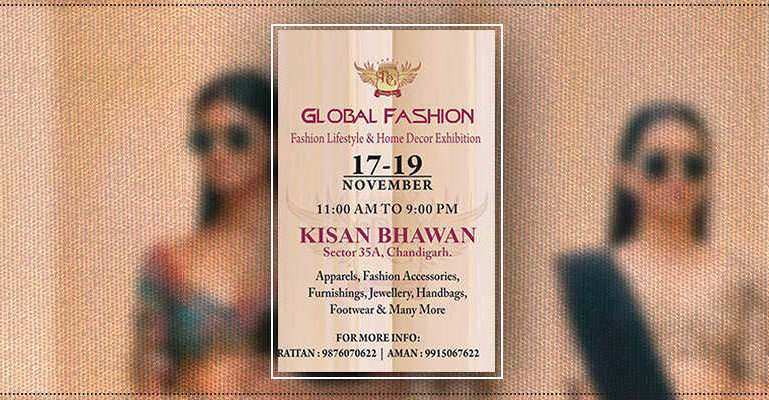 GLOBAL FASHION
Fashion Lifestyle & Home Decor Exhibition
17-19
NOVEMBER
11:00 AM TO 9:00 PM
KISAN BHAWAN
Sector 35A, Chandigarh.
Apparels, Fashion Accessories,
Furnishings, Jewellery, Handbags,
Footwear & Many More
FOR MORE INFO:
RATTAN : 9876070622 | AMAN : 9915067622